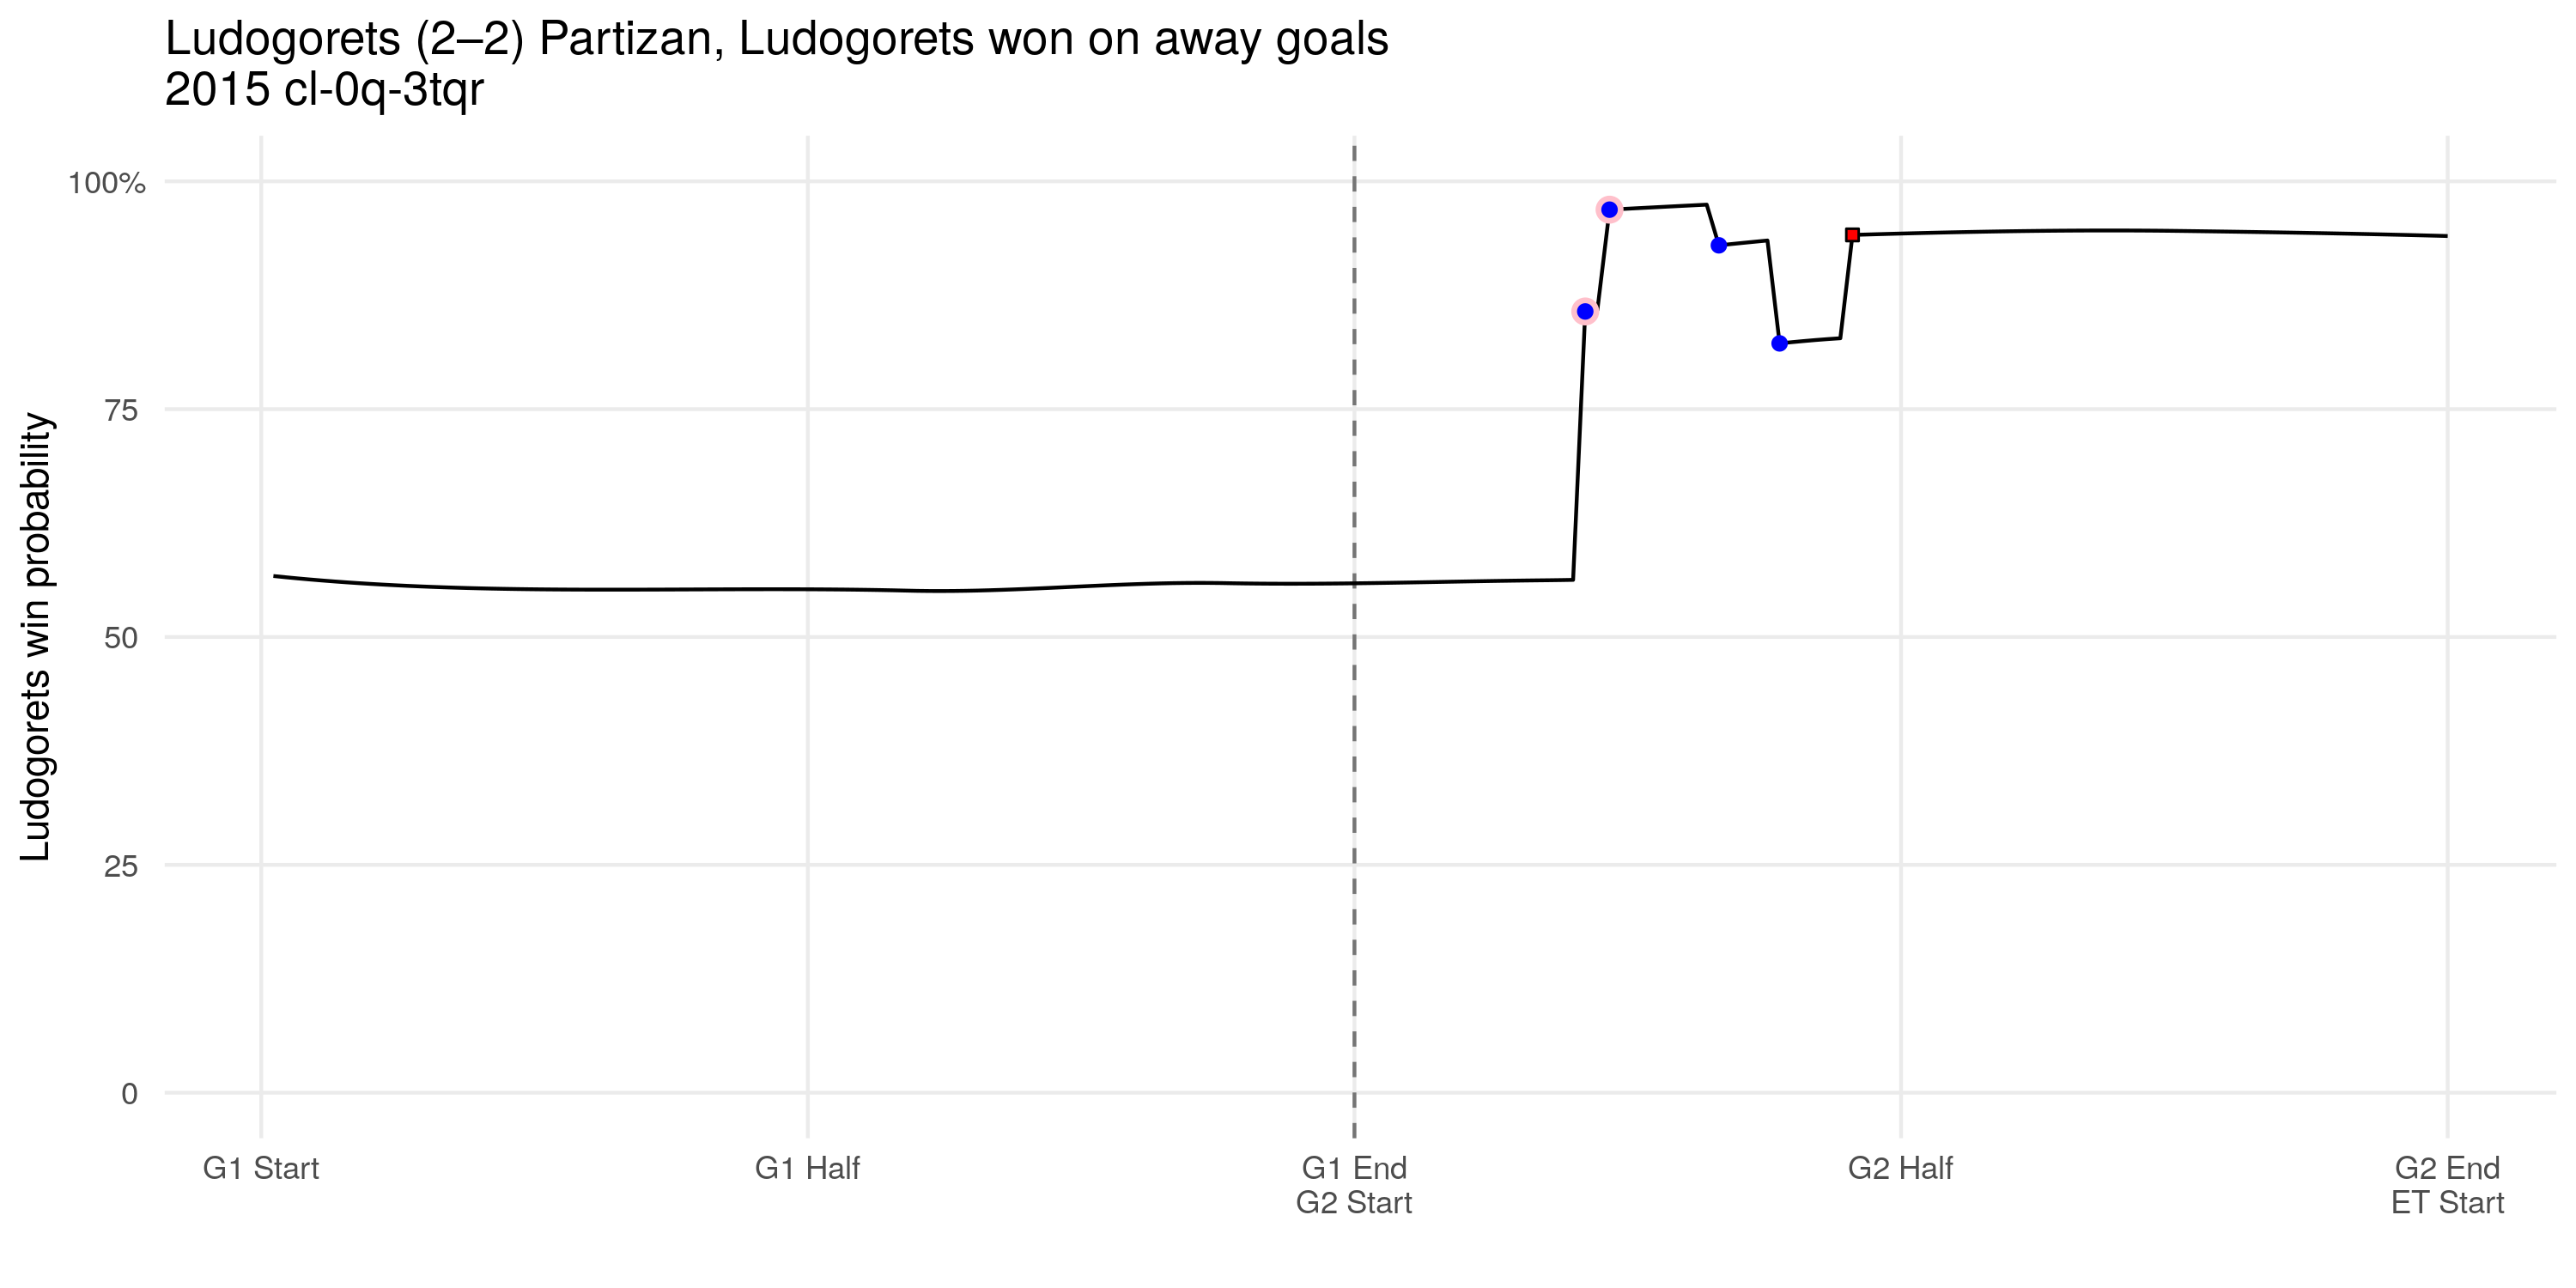 Ludogorets (2–2) Partizan, Ludogorets won on away goals
2015 cl-0q-3tqr
Ludogorets win probability
100%
75
50
25
0
G1 Start
G1 Half
G1 End
G2 Start
G2 Half
G2 End
ET Start